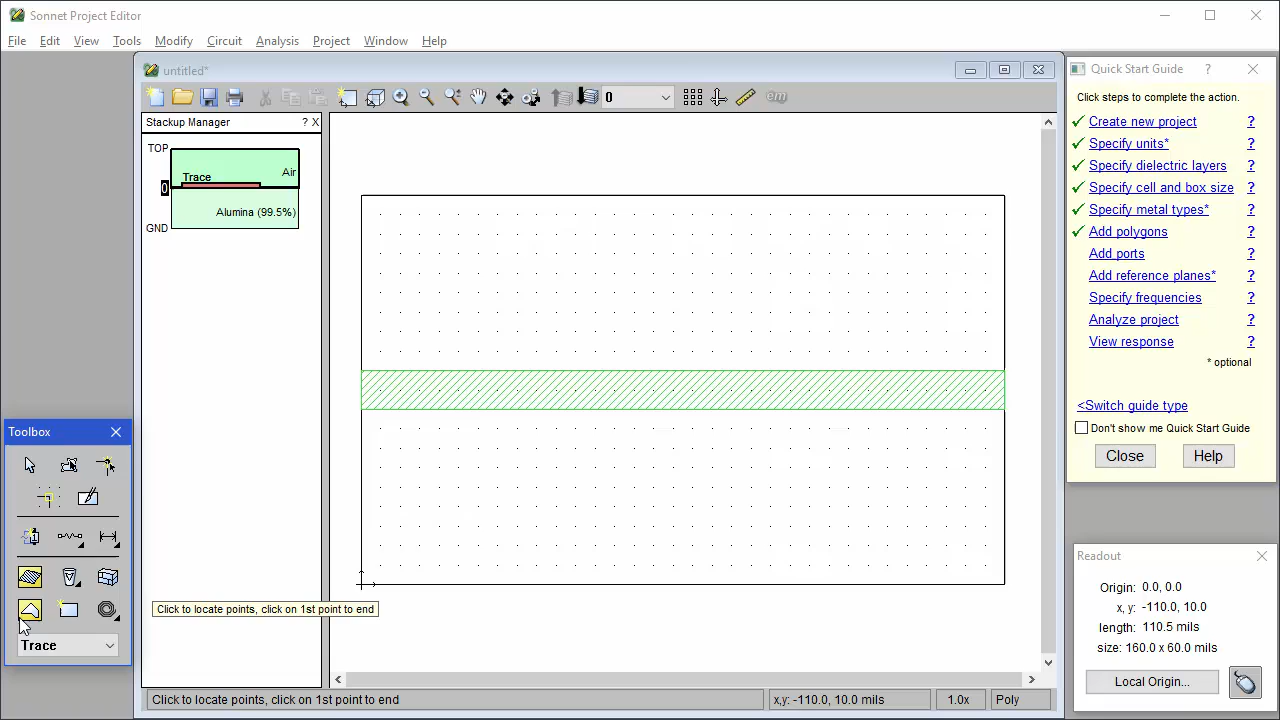 Sonnet Project Editor
File Edit View Tools Modify Circuit Analysis Project Window Help
untitled*
0
em
Stackup Manager ? X
TOP
Air
Trace
0
Alumina (99.5%)
GND
Quick Start Guide ?
Click steps to complete the action.
Create new project ?
Specify units* ?
Specify dielectric layers ?
Specify cell and box size ?
Specify metal types* ?
Add polygons ?
Add ports ?
Add reference planes* ?
Specify frequencies ?
Analyze project ?
View response ?
* optional
<Switch guide type
Don't show me Quick Start Guide
Close Help
Toolbox
Trace
Click to locate points, click on 1st point to end
Readout
Origin: 0.0, 0.0
x, y: -110.0, 10.0
length: 110.5 mils
size: 160.0 x 60.0 mils
Local Origin...
Click to locate points, click on 1st point to end x,y: -110.0, 10.0 mils 1.0x Poly